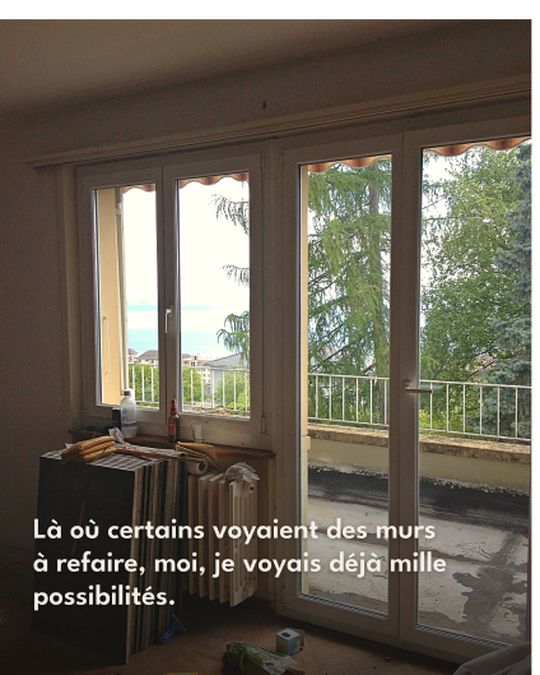 Là où certains voyaient des murs
à refaire, moi, je voyais déjà mille
possibilités.